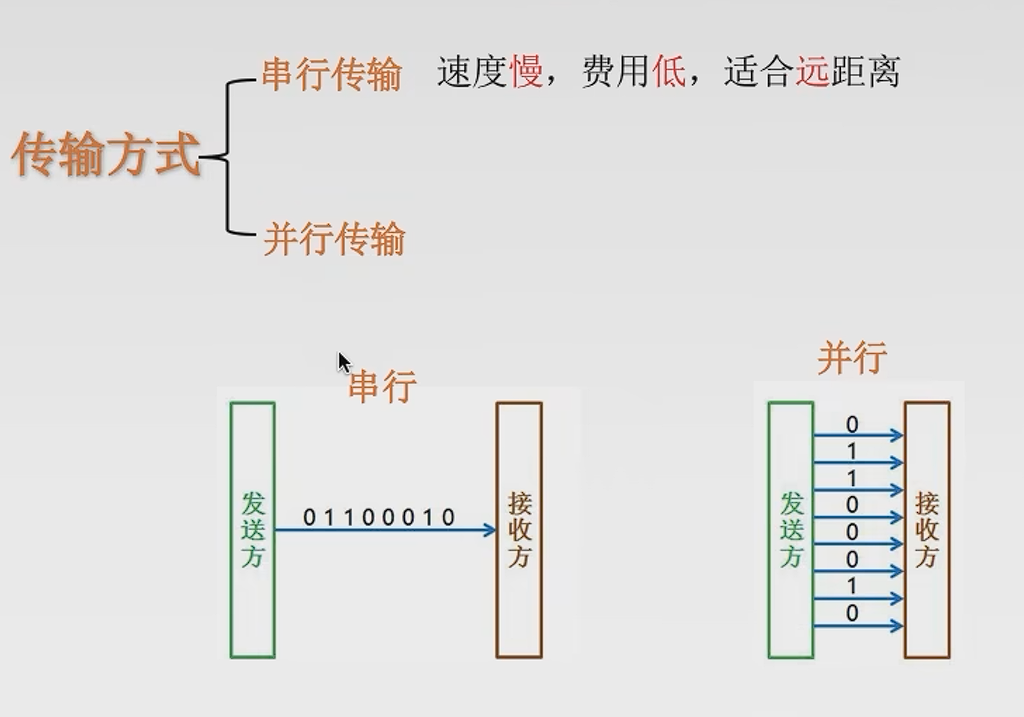 传输方式
串行传输 速度慢，费用低，适合远距离
并行传输
串行
发送方
01100010
接收方
并行
发送方
0
1
1
0
0
0
1
0
接收方